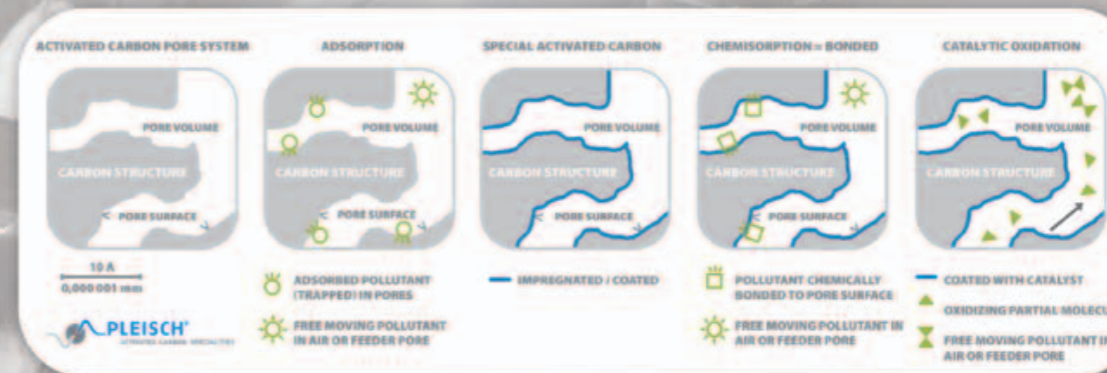 ACTIVATED CARBON PORE SYSTEM
PORE VOLUME
CARBON STRUCTURE
< PORE SURFACE
10 A
0,000 001 mm
PLEISCH®
ACTIVATED CARBON SPECIALITIES
ADSORPTION
PORE VOLUME
CARBON STRUCTURE
< PORE SURFACE
ADSORBED POLLUTANT
(TRAPPED) IN PORES
FREE MOVING POLLUTANT
IN AIR OR FEEDER PORE
SPECIAL ACTIVATED CARBON
PORE VOLUME
CARBON STRUCTURE
< PORE SURFACE
IMPREGNATED / COATED
CHEMISORPTION = BONDED
PORE VOLUME
CARBON STRUCTURE
< PORE SURFACE
POLLUTANT CHEMICALLY
BONDED TO PORE SURFACE
FREE MOVING POLLUTANT IN
AIR OR FEEDER PORE
CATALYTIC OXIDATION
PORE VOLUME
CARBON STRUCTURE
COATED WITH CATALYST
OXIDIZING PARTIAL MOLECU
FREE MOVING POLLUTANT IN
AIR OR FEEDER PORE